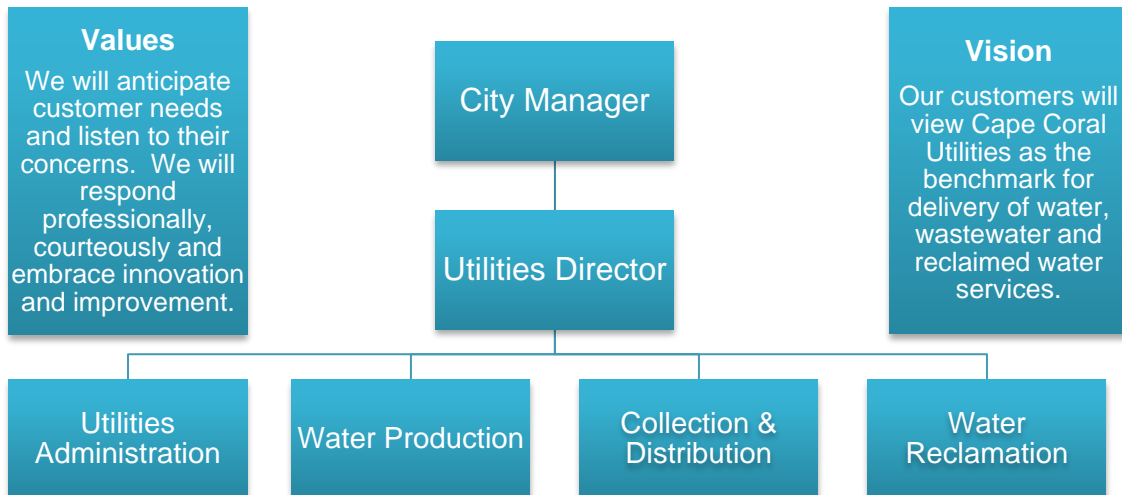 Values
We will anticipate
customer needs
and listen to their
concerns.  We will
respond
professionally,
courteously and
embrace innovation
and improvement.
City Manager
Utilities Director
Vision
Our customers will
view Cape Coral
Utilities as the
benchmark for
delivery of water,
wastewater and
reclaimed water
services.
Utilities
Administration
Water Production
Collection &
Distribution
Water
Reclamation